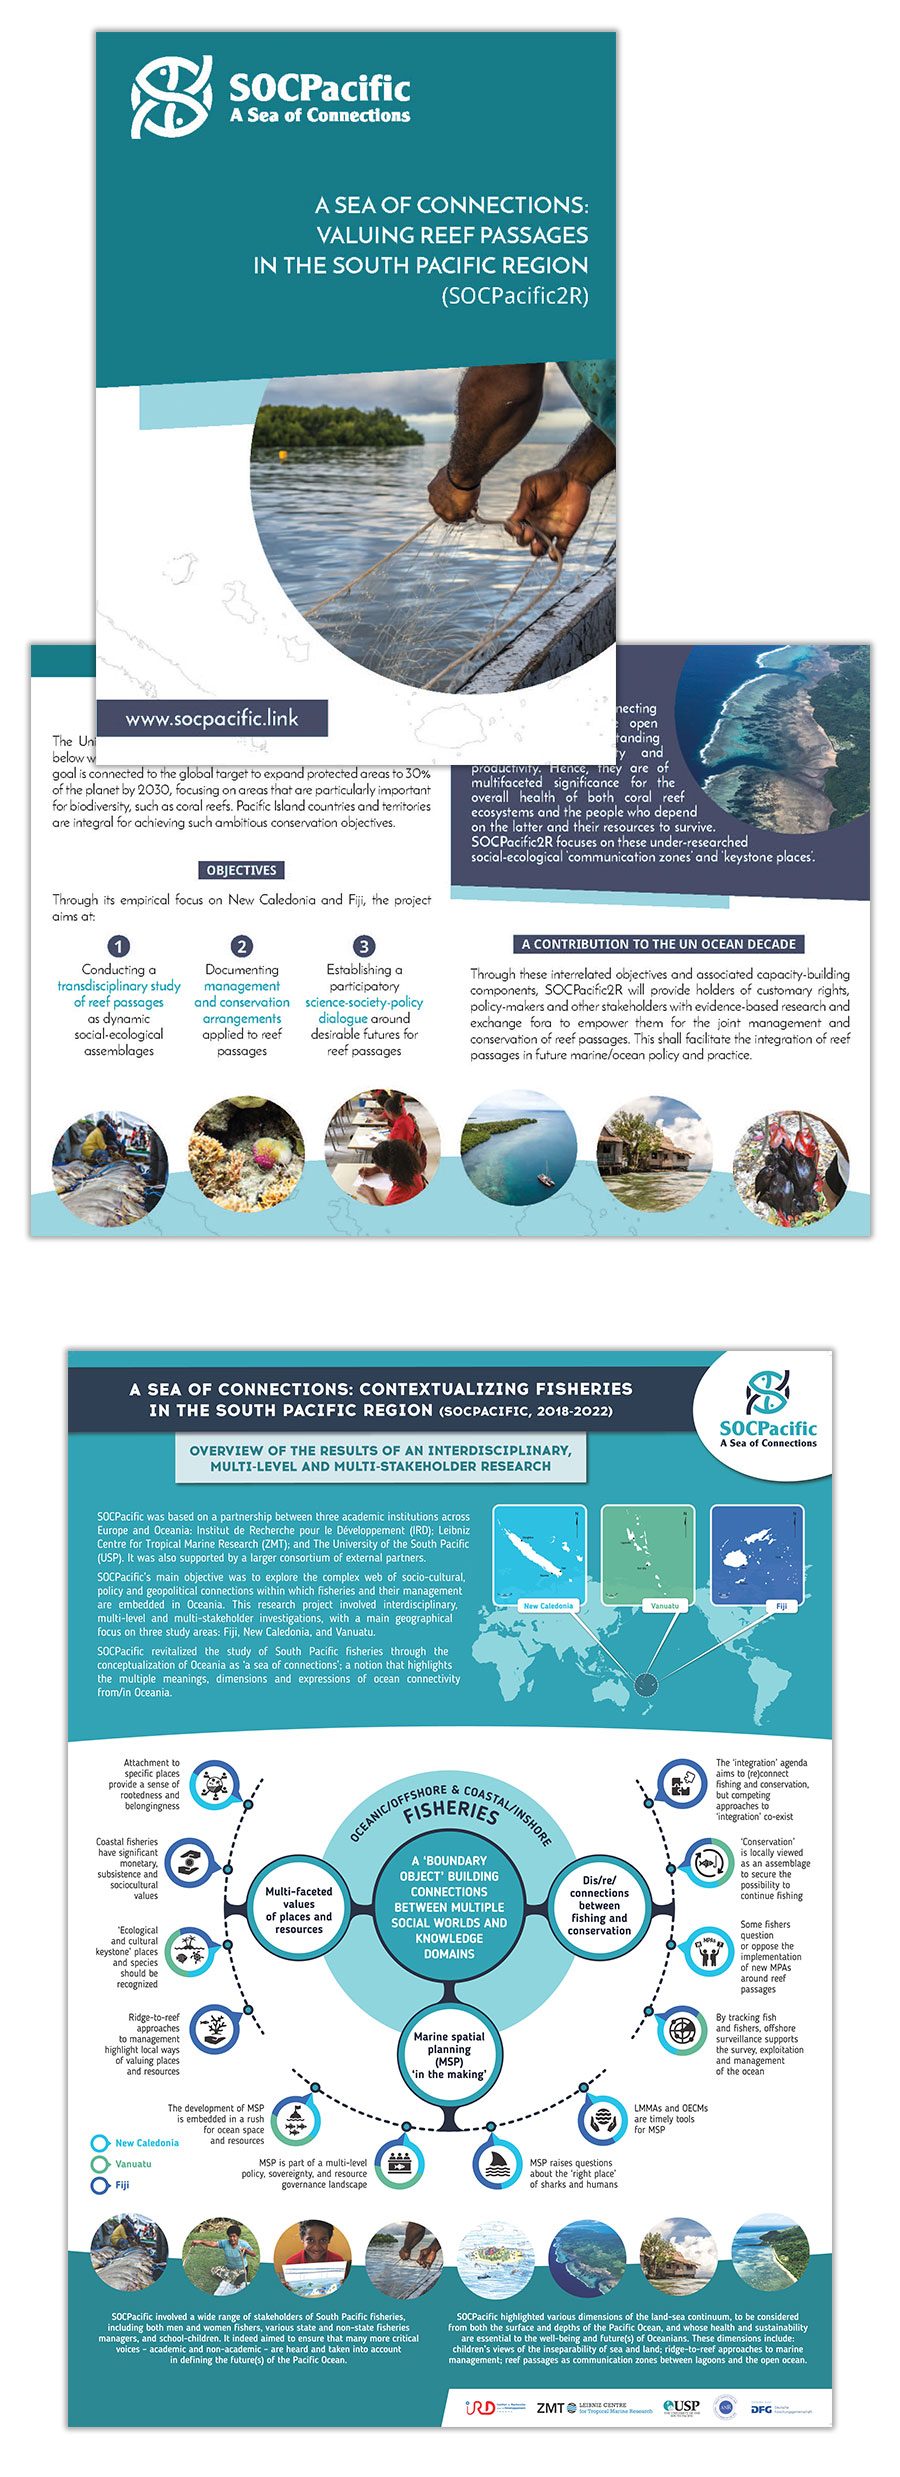 SOCPacific
A Sea of Connections
A SEA OF CONNECTIONS:
VALUING REEF PASSAGES
IN THE SOUTH PACIFIC REGION
(SOCPacific2R)
www.socpacific.link
The Uni
below w
goal is connected to the global target to expand protected areas to 30%
of the planet by 2030, focusing on areas that are particularly important
for biodiversity, such as coral reefs. Pacific Island countries and territories
are integral for achieving such ambitious conservation objectives.
OBJECTIVES
Through its empirical focus on New Caledonia and Fiji, the project
aims at:
1
Conducting a
transdisciplinary study
of reef passages
as dynamic
social-ecological
assemblages
2
Documenting
management
and conservation
arrangements
applied to reef
passages
3
Establishing a
participatory
science-society-policy
dialogue around
desirable futures for
reef passages
necting
open
tanding
y and
productivity. Hence, they are of
multifaceted significance for the
overall health of both coral reef
ecosystems and the people who depend
on the latter and their resources to survive.
SOCPacific2R focuses on these under-researched
social-ecological 'communication zones' and 'keystone places'.
A CONTRIBUTION TO THE UN OCEAN DECADE
Through these interrelated objectives and associated capacity-building
components, SOCPacific2R will provide holders of customary rights,
policy-makers and other stakeholders with evidence-based research and
exchange fora to empower them for the joint management and
conservation of reef passages. This shall facilitate the integration of reef
passages in future marine/ocean policy and practice.
A SEA OF CONNECTIONS: CONTEXTUALIZING FISHERIES
IN THE SOUTH PACIFIC REGION (SOCPACIFIC, 2018-2022)
SOCPacific
A Sea of Connections
OVERVIEW OF THE RESULTS OF AN INTERDISCIPLINARY,
MULTI-LEVEL AND MULTI-STAKEHOLDER RESEARCH
SOCPacific was based on a partnership between three academic institutions across
Europe and Oceania: Institut de Recherche pour le Développement (IRD); Leibniz
Centre for Tropical Marine Research (ZMT); and The University of the South Pacific
(USP). It was also supported by a larger consortium of external partners.
SOCPacific's main objective was to explore the complex web of socio-cultural,
policy and geopolitical connections within which fisheries and their management
are embedded in Oceania. This research project involved interdisciplinary,
multi-level and multi-stakeholder investigations, with a main geographical
focus on three study areas: Fiji, New Caledonia, and Vanuatu.
SOCPacific revitalized the study of South Pacific fisheries through the
conceptualization of Oceania as 'a sea of connections'; a notion that highlights
the multiple meanings, dimensions and expressions of ocean connectivity
from/in Oceania.
New Caledonia
Vanuatu
Fiji
OCEANIC/OFFSHORE & COASTAL/INSHORE
FISHERIES
A 'BOUNDARY
OBJECT' BUILDING
CONNECTIONS
BETWEEN MULTIPLE
SOCIAL WORLDS AND
KNOWLEDGE
DOMAINS
Multi-faceted
values
of places and
resources
Dis/re/
connections
between
fishing and
conservation
Marine spatial
planning
(MSP)
'in the making'
Attachment to
specific places
provide a sense of
rootedness and
belongingness
Coastal fisheries
have significant
monetary,
subsistence and
sociocultural
values
'Ecological
and cultural
keystone' places
and species
should be
recognized
Ridge-to-reef
approaches
to management
highlight local ways
of valuing places
and resources
The 'integration' agenda
aims to (re)connect
fishing and conservation,
but competing
approaches to
'integration' co-exist
'Conservation'
is locally viewed
as an assemblage
to secure the
possibility to
continue fishing
MPAs
Some fishers
question
or oppose the
implementation
of new MPAs
around reef
passages
By tracking fish
and fishers, offshore
surveillance supports
the survey, exploitation
and management
of the ocean
The development of MSP
is embedded in a rush
for ocean space
and resources
MSP is part of a multi-level
policy, sovereignty, and resource
governance landscape
MSP raises questions
about the 'right place'
of sharks and humans
LMMAs and OECMs
are timely tools
for MSP
New Caledonia
Vanuatu
Fiji
SOCPacific involved a wide range of stakeholders of South Pacific fisheries,
including both men and women fishers, various state and non-state fisheries
managers, and school-children. It indeed aimed to ensure that many more critical
voices – academic and non-academic – are heard and taken into account
in defining the future(s) of the Pacific Ocean.
SOCPacific highlighted various dimensions of the land-sea continuum, to be considered
from both the surface and depths of the Pacific Ocean, and whose health and sustainability
are essential to the well-being and future(s) of Oceanians. These dimensions include:
children's views of the inseparability of sea and land; ridge-to-reef approaches to marine
management; reef passages as communication zones between lagoons and the open ocean.
IRD
ZMT LEIBNIZ CENTRE
for Tropical Marine Research
USP
DFG Deutsche
Forschungsgemeinschaft